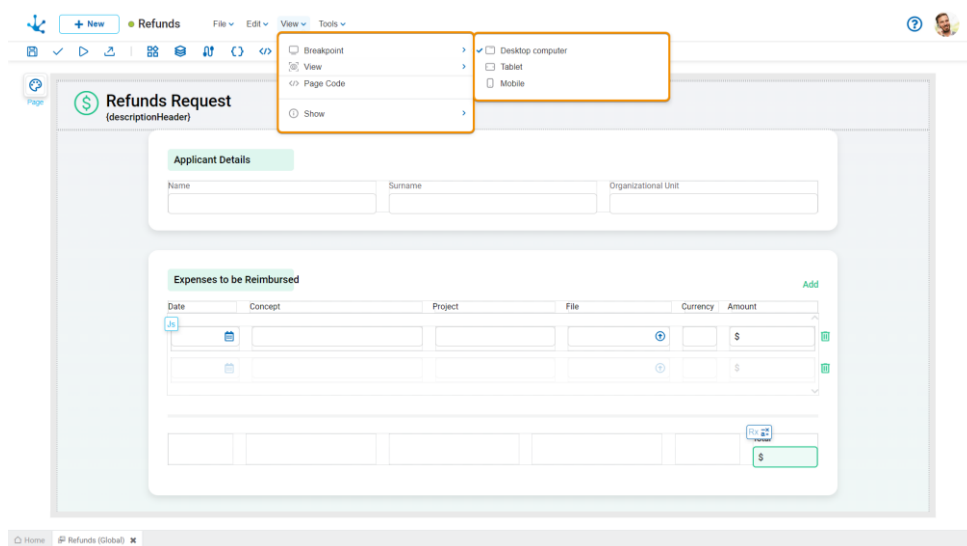 + New
Refunds
File
Edit
View
Tools
Breakpoint
View
Page Code
Show
Desktop computer
Tablet
Mobile
Page
Refunds Request
{descriptionHeader}
Applicant Details
Name Surname Organizational Unit
Expenses to be Reimbursed
Add
Date Concept Project File Currency Amount
Js
$
$
Rx
Total
$
Home Refunds (Global)